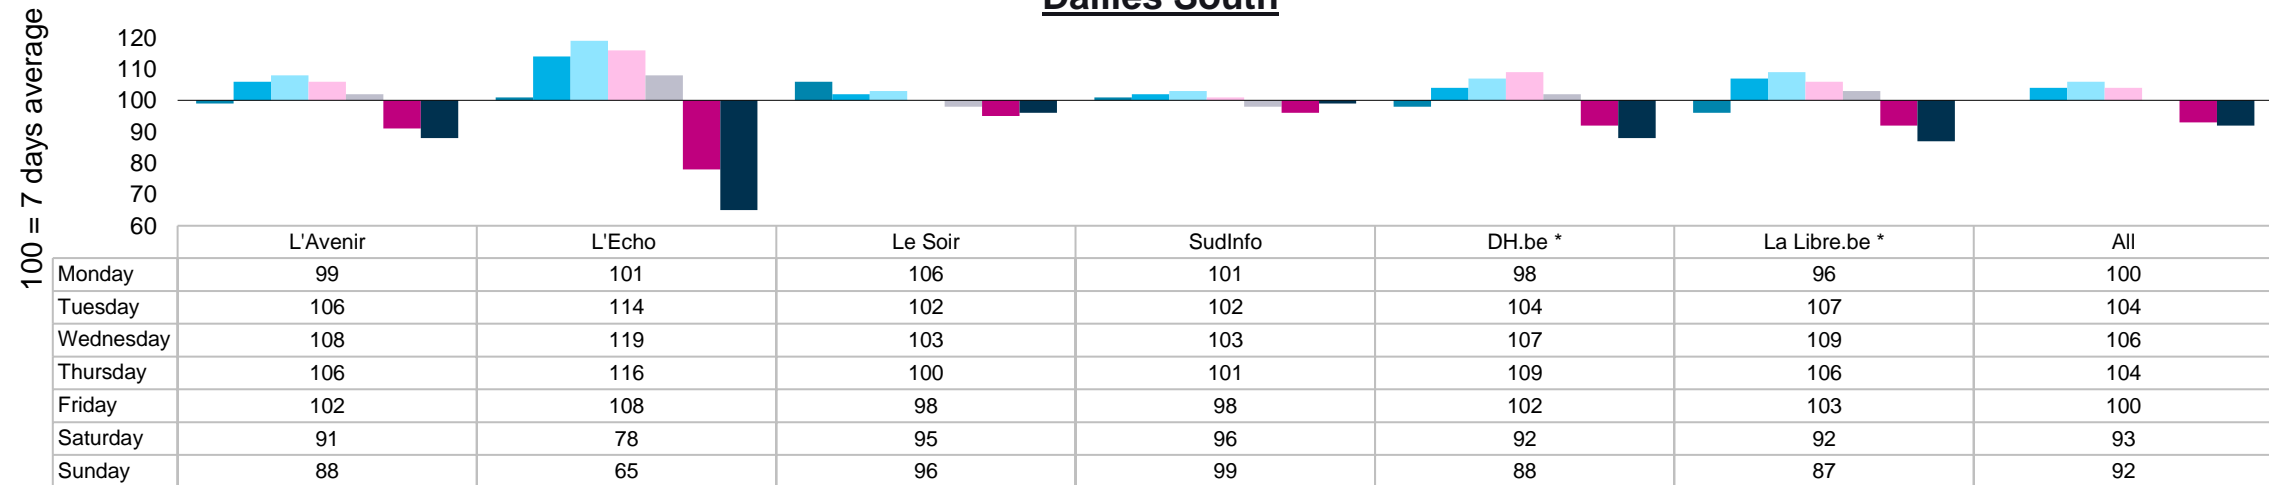 Dailies South
100 = 7 days average
120
110
100
90
80
70
60
L'Avenir L'Echo Le Soir SudInfo DH.be * La Libre.be * All
Monday 99 101 106 101 98 96 100
Tuesday 106 114 102 102 104 107 104
Wednesday 108 119 103 103 107 109 106
Thursday 106 116 100 101 109 106 104
Friday 102 108 98 98 102 103 100
Saturday 91 78 95 96 92 92 93
Sunday 88 65 96 99 88 87 92